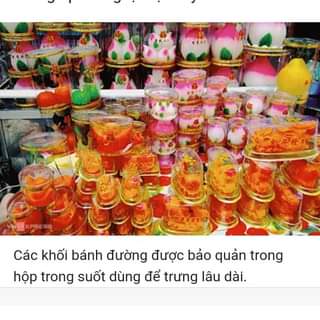 Các khối bánh đường được bảo quản trong
hộp trong suốt dùng để trưng lâu dài.